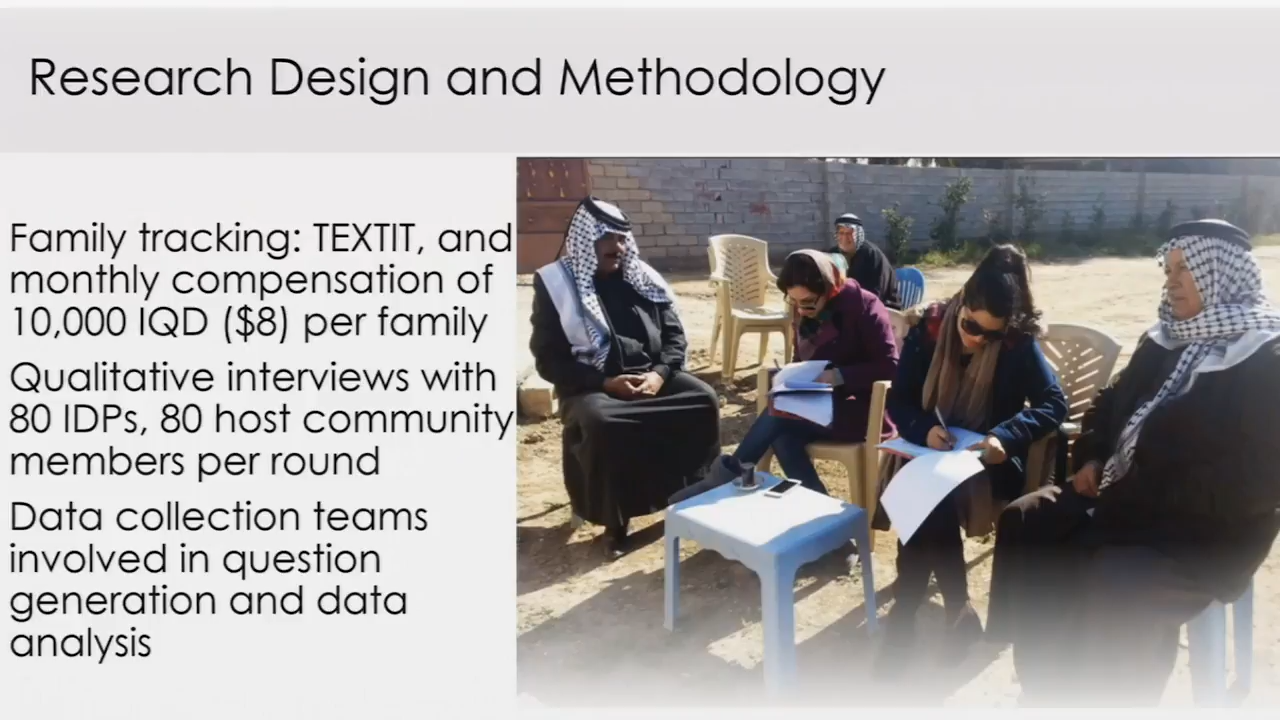 Research Design and Methodology
Family tracking: TEXTIT, and
monthly compensation of
10,000 IQD ($8) per family
Qualitative interviews with
80 IDPs, 80 host community
members per round
Data collection teams
involved in question
generation and data
analysis